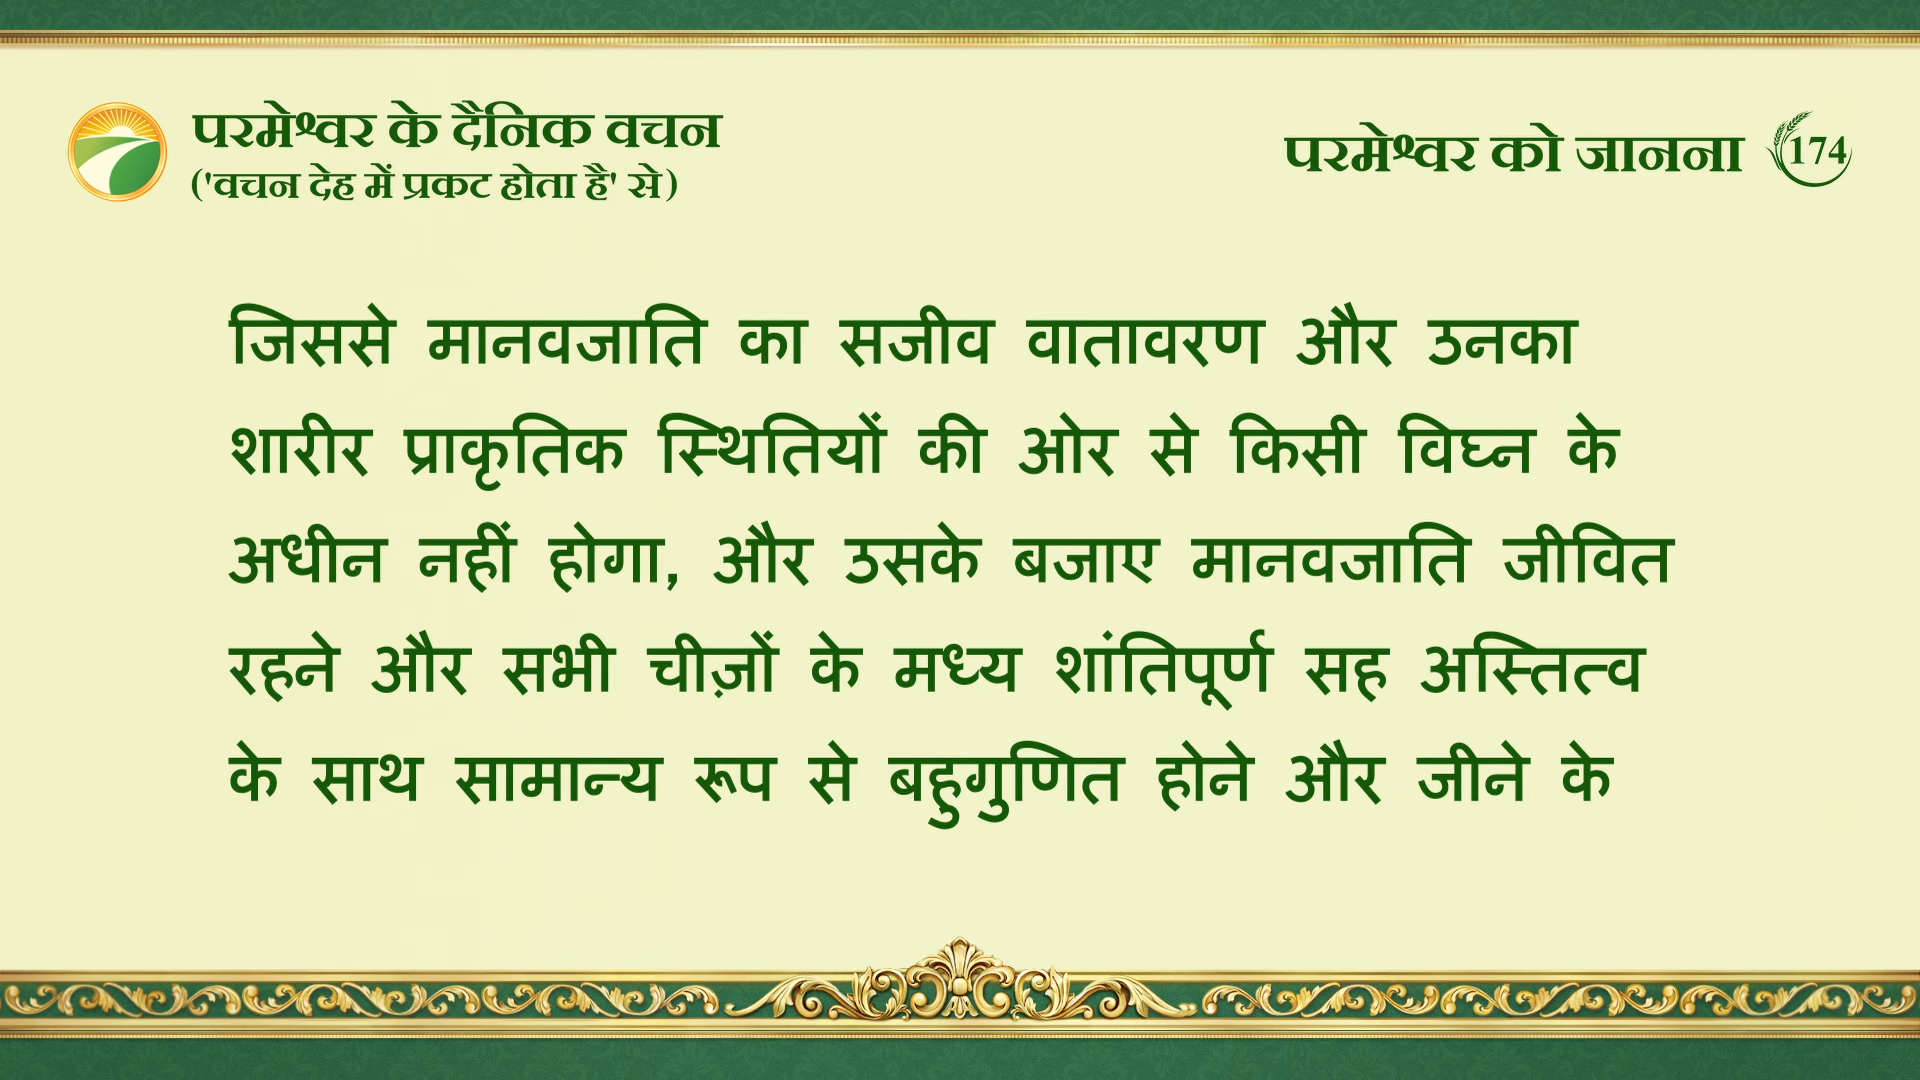 परमेश्वर के दैनिक वचन
('वचन देह में प्रकट होता है' से)
परमेश्वर को जानना 174
जिससे मानवजाति का सजीव वातावरण और उनका
शारीर प्राकृतिक स्थितियों की ओर से किसी विघ्न के
अधीन नहीं होगा, और उसके बजाए मानवजाति जीवित
रहने और सभी चीज़ों के मध्य शांतिपूर्ण सह अस्तित्व
के साथ सामान्य रूप से बहुगुणित होने और जीने के